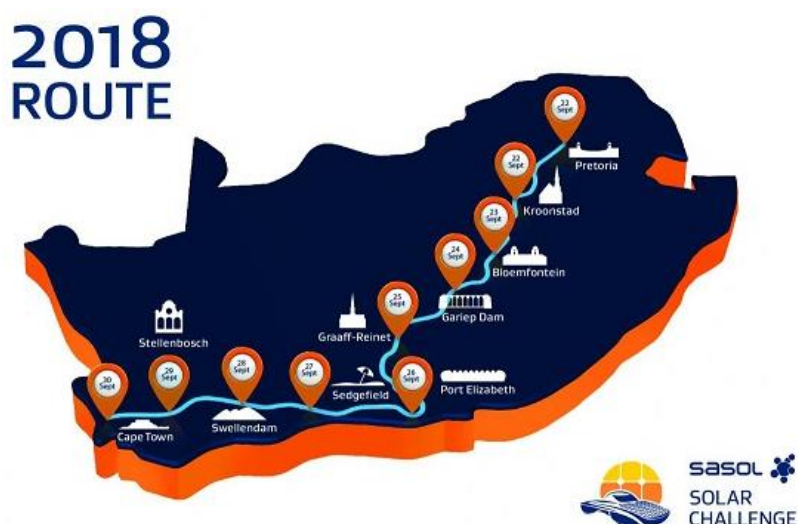 2018
ROUTE
22
Sept
Pretoria
22
Sept
Kroonstad
23
Sept
Bloemfontein
24
Sept
Gariep Dam
25
Sept
Graaff-Reinet
26
Sept
Port Elizabeth
27
Sept
Sedgefield
28
Sept
Swellendam
29
Sept
Stellenbosch
30
Sept
Cape Town
sasol
SOLAR
CHALLENGE